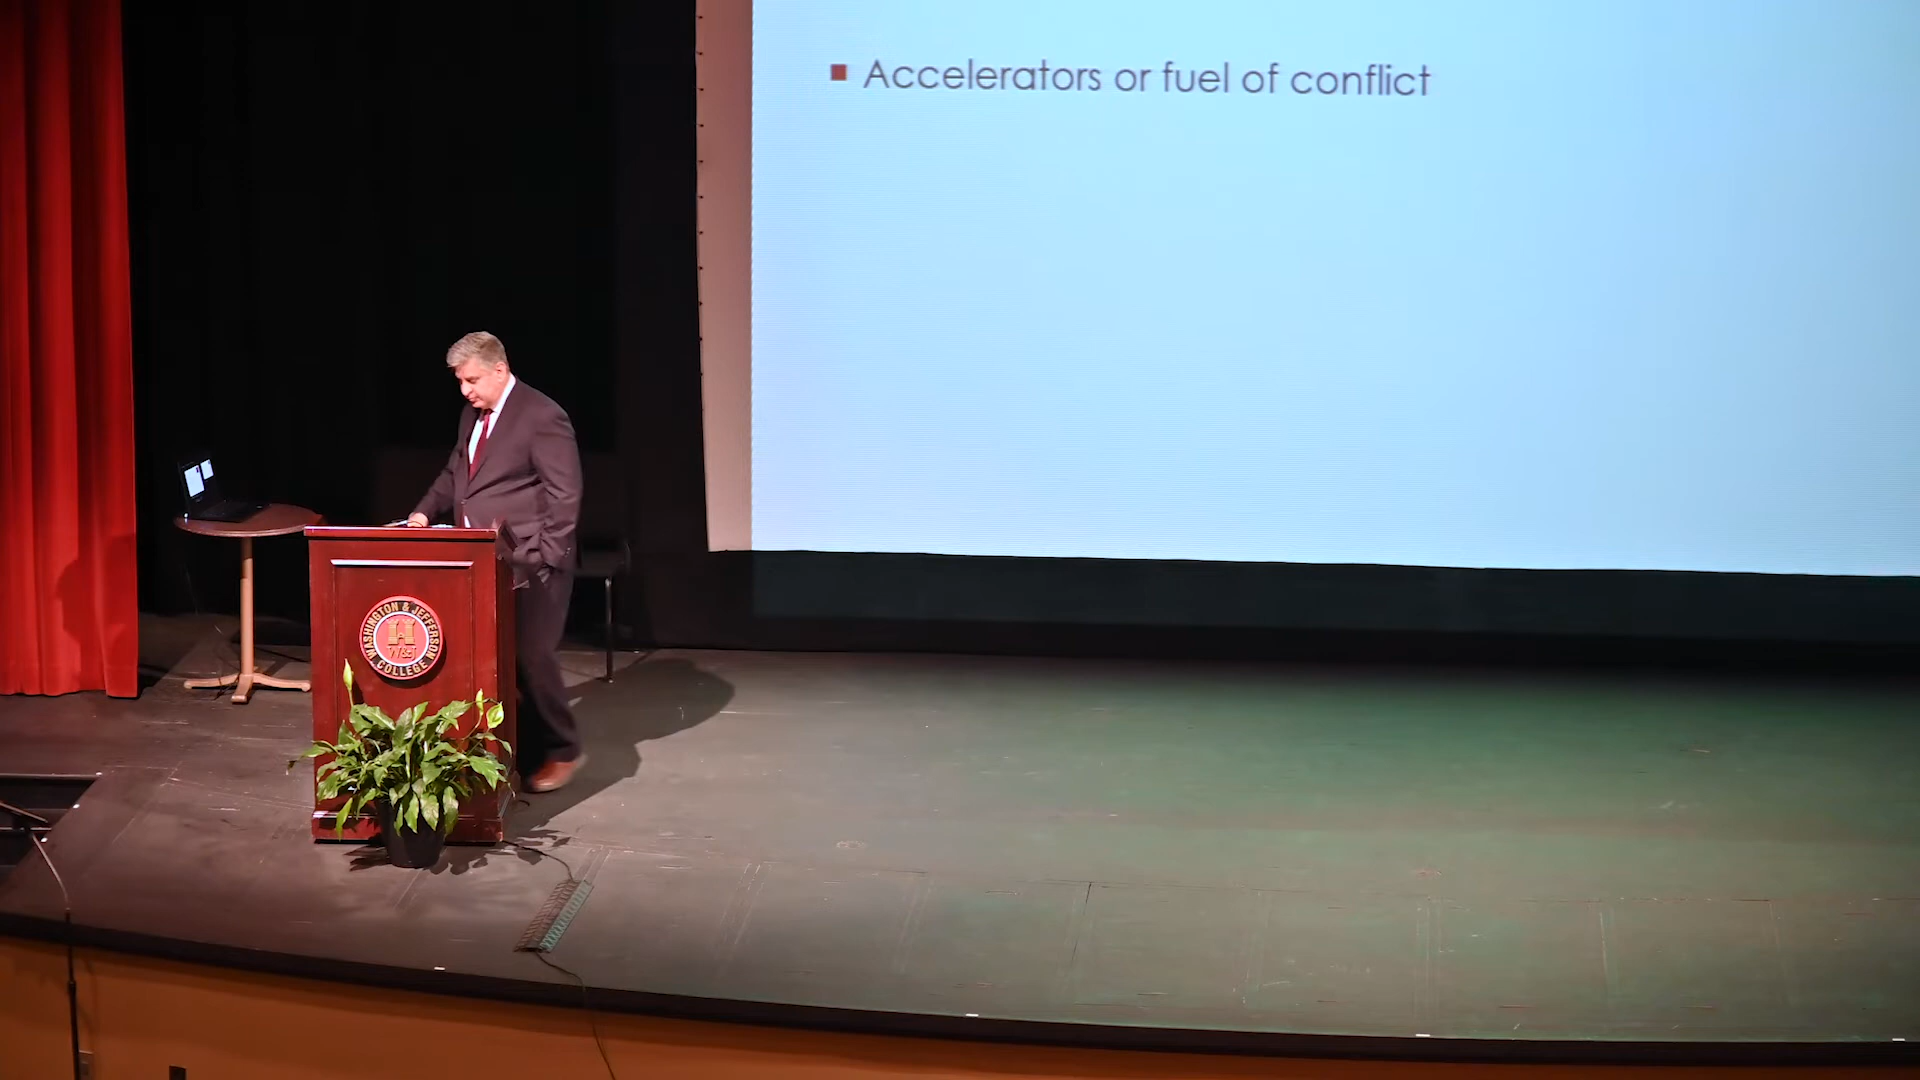 Accelerators or fuel of conflict
WASHINGTON & JEFFERSON
COLLEGE
W&J